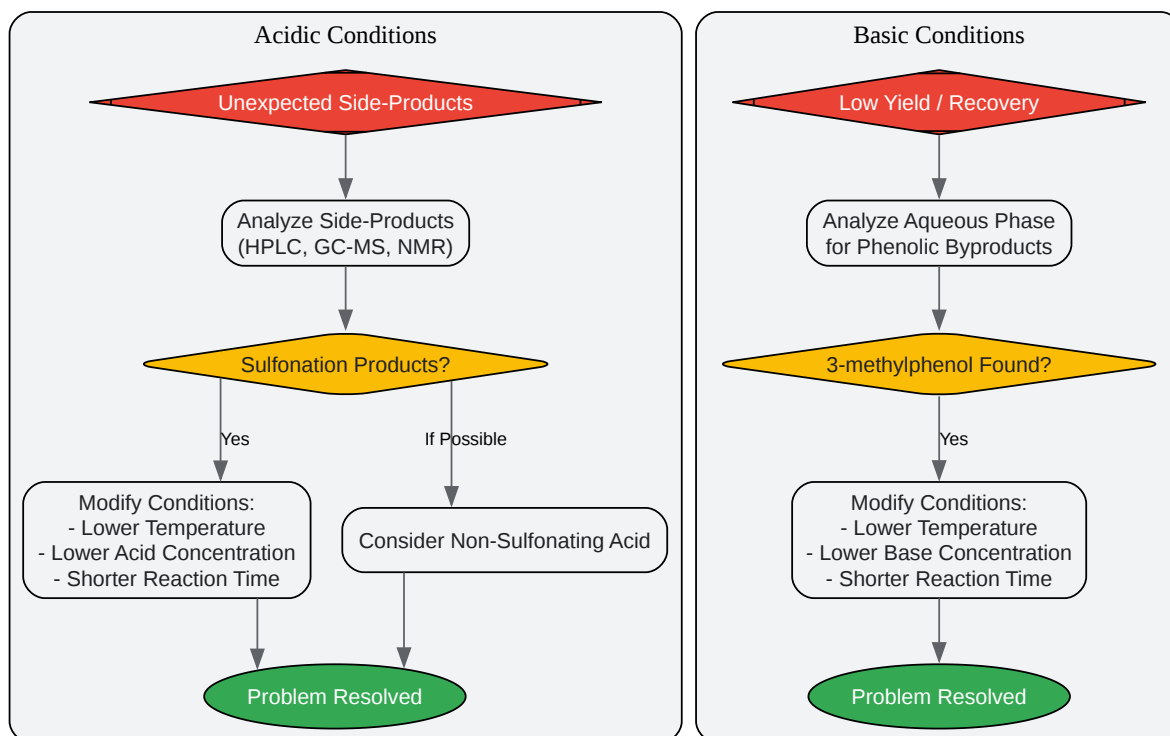 Acidic Conditions
Unexpected Side-Products
Analyze Side-Products
(HPLC, GC-MS, NMR)
Sulfonation Products?
Yes
If Possible
Modify Conditions:
- Lower Temperature
- Lower Acid Concentration
- Shorter Reaction Time
Consider Non-Sulfonating Acid
Problem Resolved
Basic Conditions
Low Yield / Recovery
Analyze Aqueous Phase
for Phenolic Byproducts
3-methylphenol Found?
Yes
Modify Conditions:
- Lower Temperature
- Lower Base Concentration
- Shorter Reaction Time
Problem Resolved